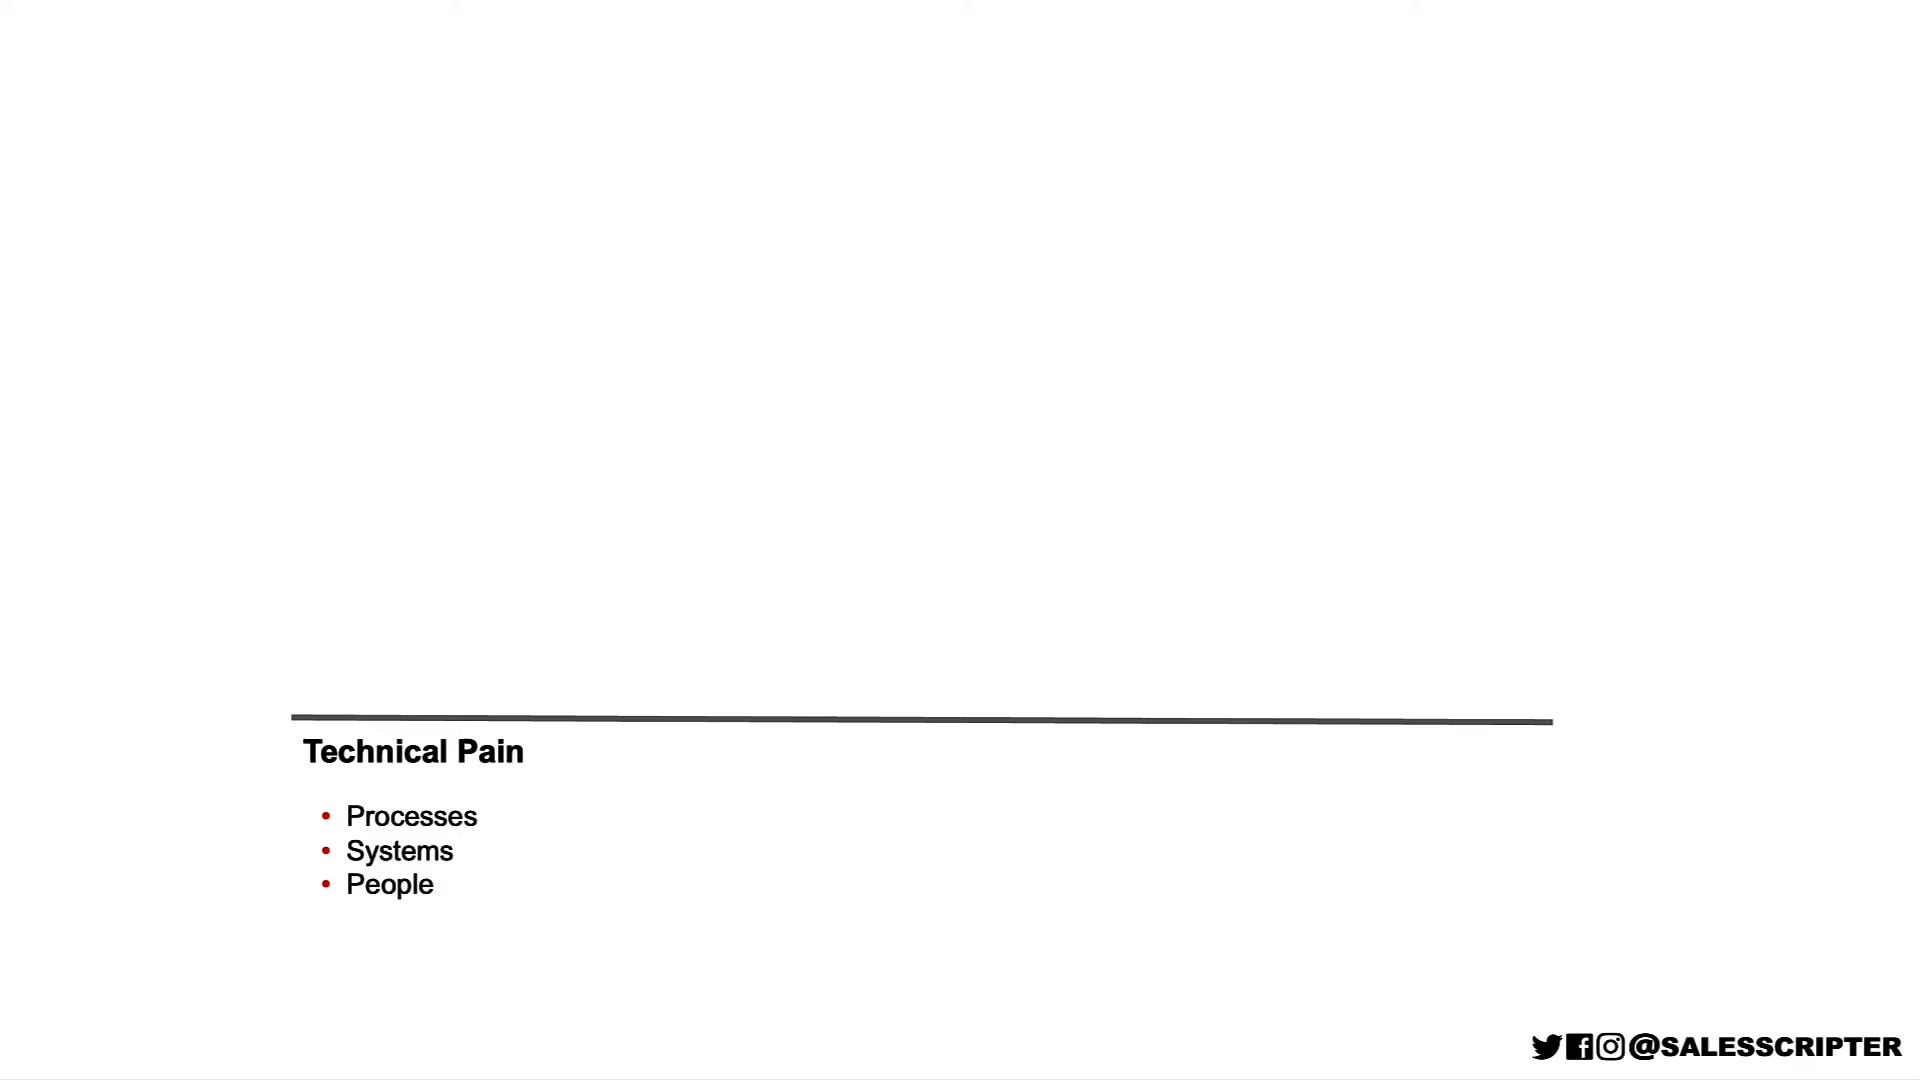 Technical Pain
• Processes
• Systems
• People
@SALESSCRIPTER